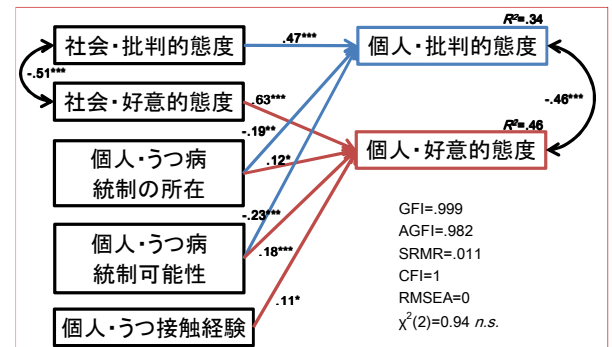 R²=.34
社会・批判的態度
.47***
個人・批判的態度
-.51***
社会・好意的態度
.63***
-.46***
-.19**
R²=.46
個人・うつ病
統制の所在
.12*
個人・好意的態度
-.23***
個人・うつ病
統制可能性
.18***
個人・うつ接触経験
.11*
GFI=.999
AGFI=.982
SRMR=.011
CFI=1
RMSEA=0
χ²(2)=0.94 n.s.